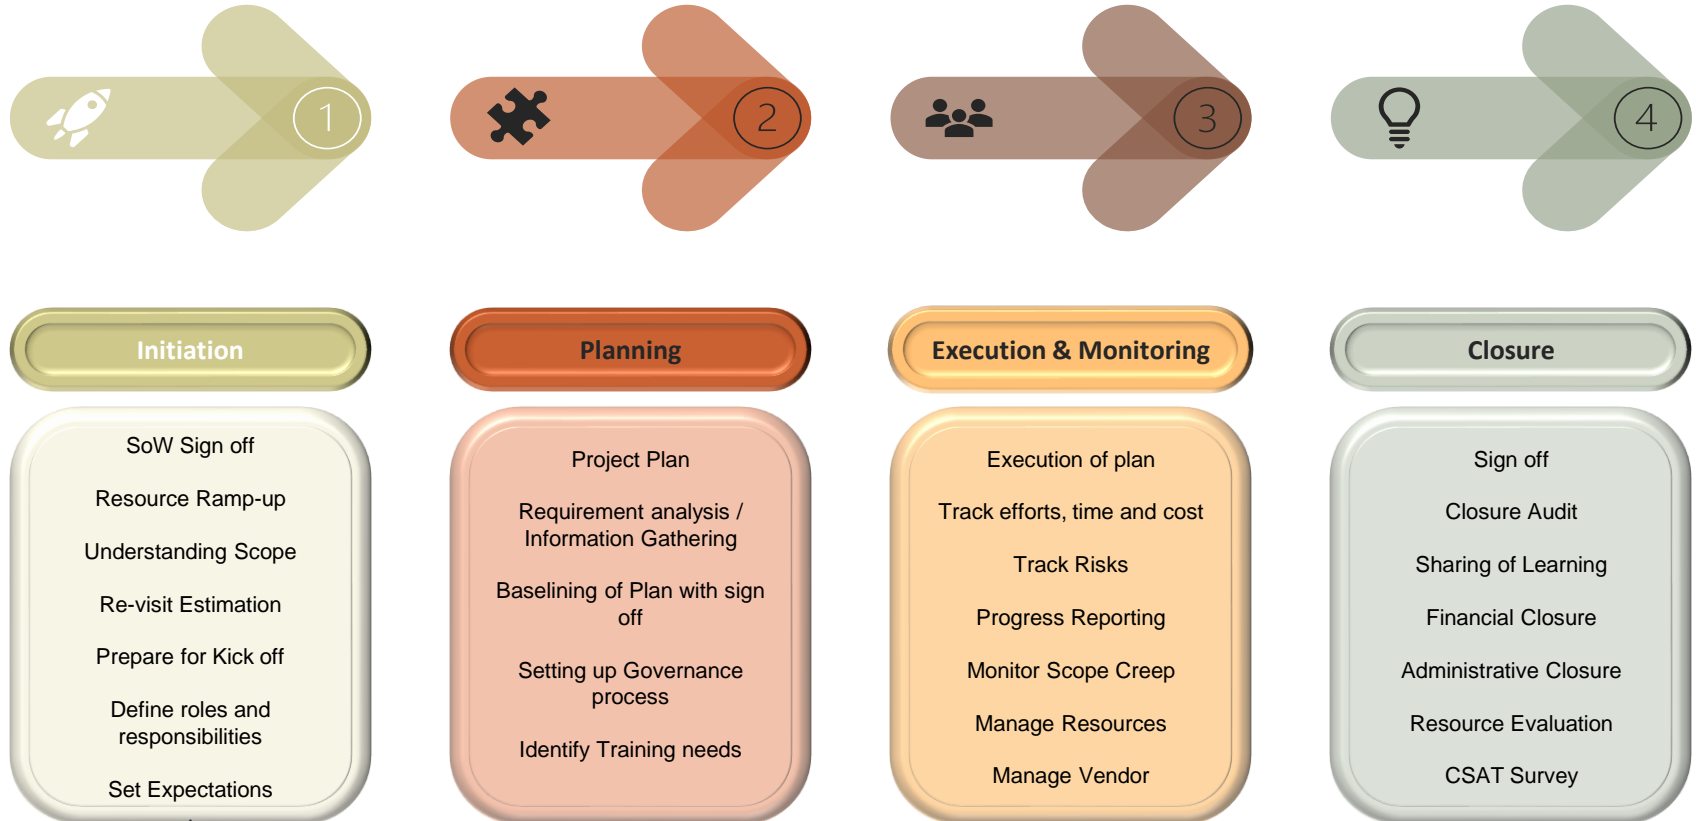 1
2
3
4
Initiation
SoW Sign off
Resource Ramp-up
Understanding Scope
Re-visit Estimation
Prepare for Kick off
Define roles and
responsibilities
Set Expectations
Planning
Project Plan
Requirement analysis /
Information Gathering
Baselining of Plan with sign
off
Setting up Governance
process
Identify Training needs
Execution & Monitoring
Execution of plan
Track efforts, time and cost
Track Risks
Progress Reporting
Monitor Scope Creep
Manage Resources
Manage Vendor
Closure
Sign off
Closure Audit
Sharing of Learning
Financial Closure
Administrative Closure
Resource Evaluation
CSAT Survey